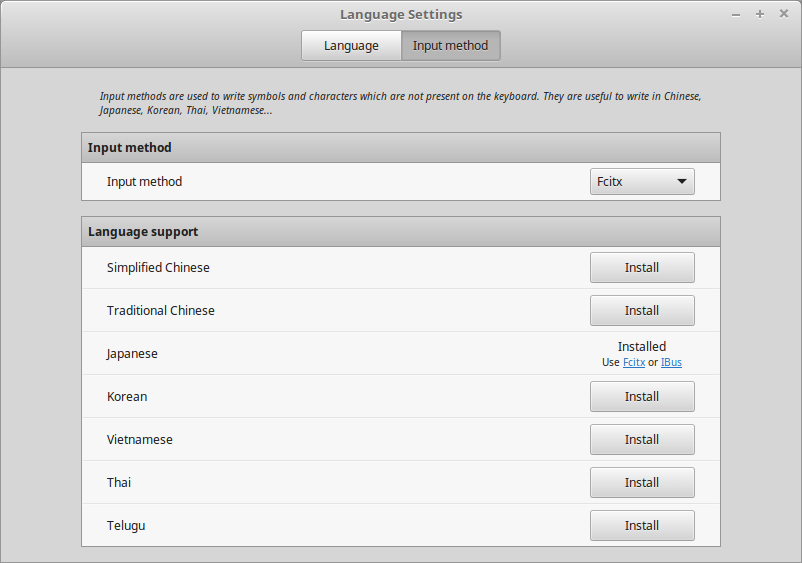 Language Settings
Language
Input method
Input methods are used to write symbols and characters which are not present on the keyboard. They are useful to write in Chinese,
Japanese, Korean, Thai, Vietnamese...
Input method
Input method
Fcitx
Language support
Simplified Chinese
Install
Traditional Chinese
Install
Japanese
Installed
Use Fcitx or IBus
Korean
Install
Vietnamese
Install
Thai
Install
Telugu
Install